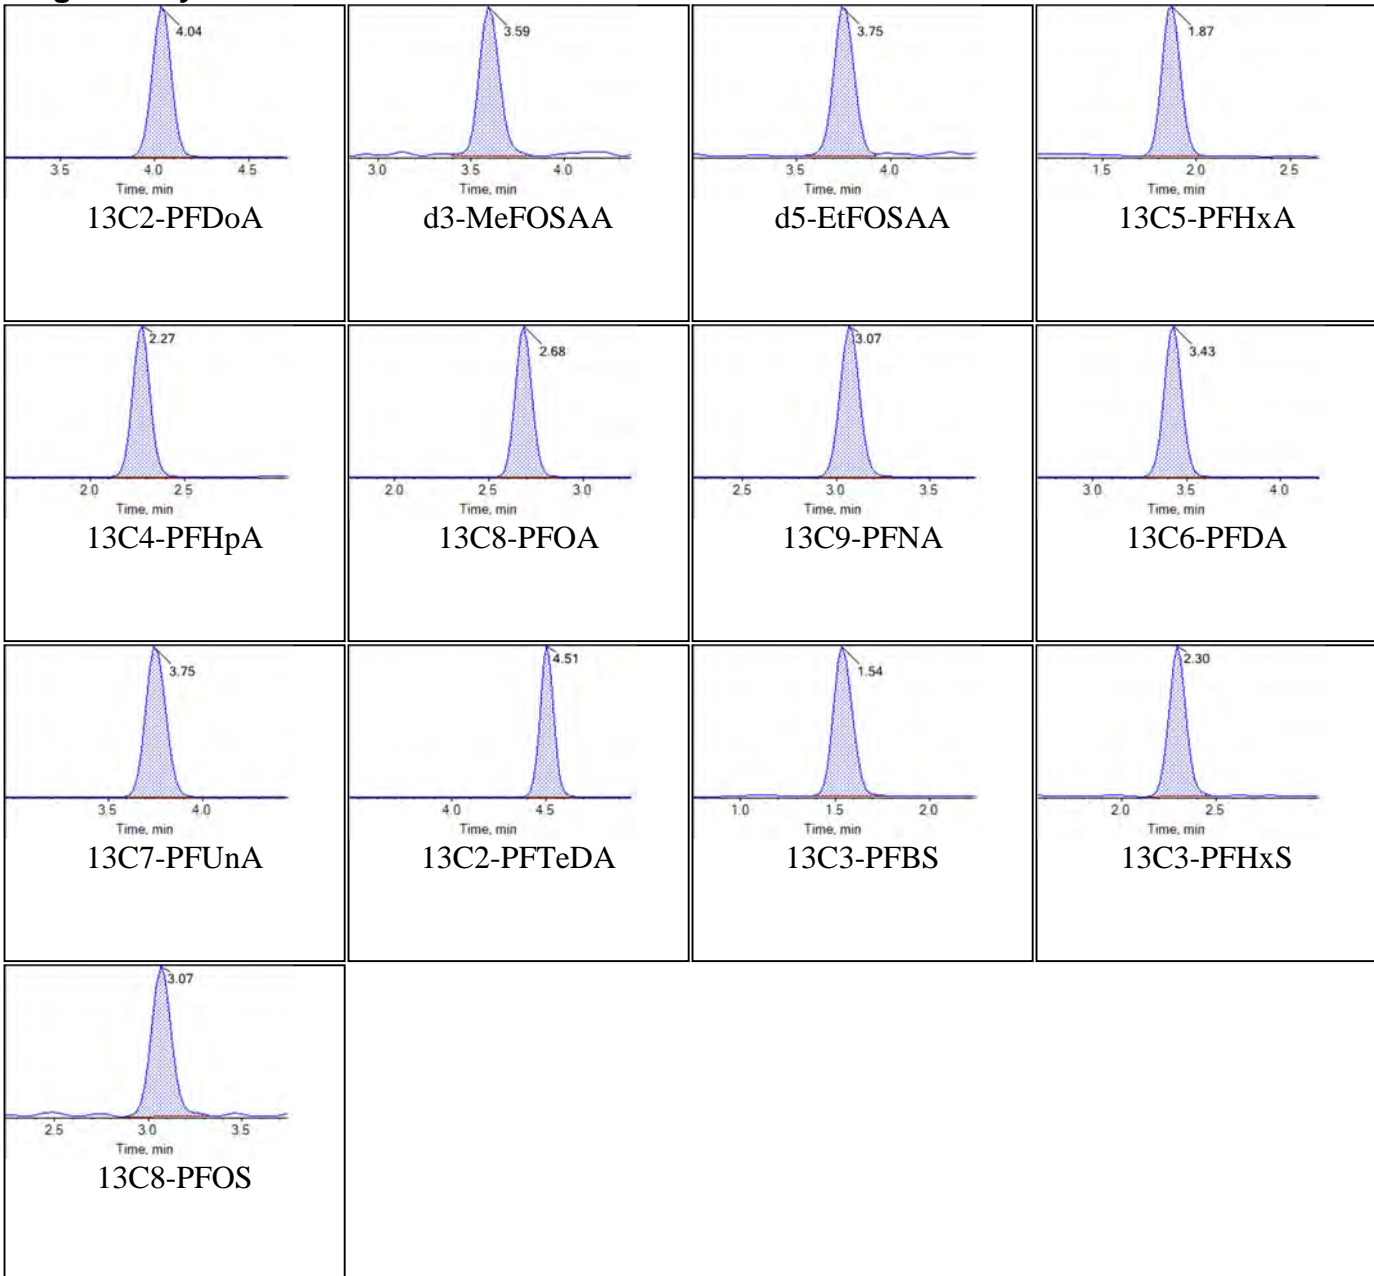 4.04
3.5 4.0 4.5
Time, min
13C2-PFDoA
3.59
3.0 3.5 4.0
Time, min
d3-MeFOSAA
3.75
3.5 4.0
Time, min
d5-EtFOSAA
1.87
1.5 2.0 2.5
Time, min
13C5-PFHxA
2.27
2.0 2.5
Time, min
13C4-PFHpA
2.68
2.0 2.5 3.0
Time, min
13C8-PFOA
3.07
2.5 3.0 3.5
Time, min
13C9-PFNA
3.43
3.0 3.5 4.0
Time, min
13C6-PFDA
3.75
3.5 4.0
Time, min
13C7-PFUnA
4.51
4.0 4.5
Time, min
13C2-PFTeDA
1.54
1.0 1.5 2.0
Time, min
13C3-PFBS
2.30
2.0 2.5
Time, min
13C3-PFHxS
3.07
2.5 3.0 3.5
Time, min
13C8-PFOS